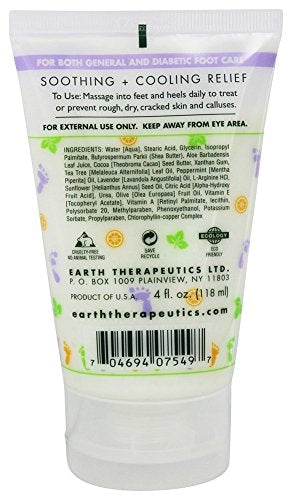 FOR BOTH GENERAL AND DIABETIC FOOT CARE
SOOTHING + COOLING RELIEF
To Use: Massage into feet and heels daily to treat
or prevent rough, dry, cracked skin and calluses.
FOR EXTERNAL USE ONLY. KEEP AWAY FROM EYE AREA.
INGREDIENTS: Water [Aqua], Stearic Acid, Glycerin, Isopropyl
Palmitate, Butyrospermum Parkii (Shea Butter), Aloe Barbadensis
Leaf Juice, Cocoa (Theobroma Cacao) Seed Butter, Xanthan Gum,
Tea Tree [Melaleuca Alternifolia] Leaf Oil, Peppermint (Mentha
Piperita) Oil, Lavender [Lavandula Angustifolia] Oil, L-Arginine HCl,
Sunflower [Helianthus Annus] Seed Oil, Citric Acid (Alpha-Hydroxy
Fruit Acid), Urea, Olive [Olea Europaea] Fruit Oil, Vitamin E
[Tocopheryl Acetate], Vitamin A [Retinyl Palmitate], lecithin,
Polysorbate 20, Methylparaben, Phenoxyethanol, Potassium
Sorbate, Propylparaben, Chlorophyllin-copper Complex
CRUELTY-FREE
NO ANIMAL TESTING
SAVE
RECYCLE
ECOLOGY
ECO
FRIENDLY
EARTH THERAPEUTICS LTD.
P. O. BOX 1009 PLAINVIEW, NY 11803
PRODUCT OF U.S.A. 4 fl. oz. (118 ml)
earththerapeutics.com
7 04694 07549 7